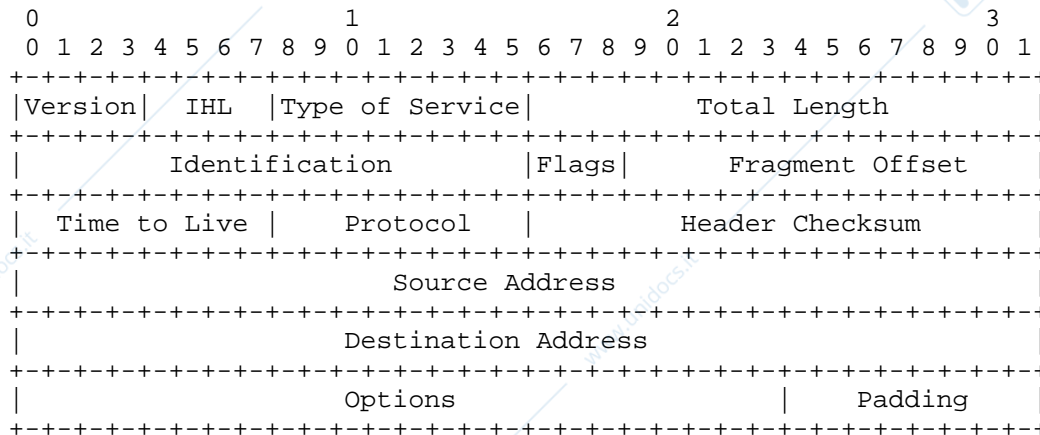 0 1 2 3
0 1 2 3 4 5 6 7 8 9 0 1 2 3 4 5 6 7 8 9 0 1 2 3 4 5 6 7 8 9 0 1
+-+-+-+-+-+-+-+-+-+-+-+-+-+-+-+-+-+-+-+-+-+-+-+-+-+-+-+-+-+-+-+-+
|Version| IHL |Type of Service| Total Length |
+-+-+-+-+-+-+-+-+-+-+-+-+-+-+-+-+-+-+-+-+-+-+-+-+-+-+-+-+-+-+-+-+
| Identification |Flags| Fragment Offset |
+-+-+-+-+-+-+-+-+-+-+-+-+-+-+-+-+-+-+-+-+-+-+-+-+-+-+-+-+-+-+-+-+
| Time to Live | Protocol | Header Checksum |
+-+-+-+-+-+-+-+-+-+-+-+-+-+-+-+-+-+-+-+-+-+-+-+-+-+-+-+-+-+-+-+-+
| Source Address |
+-+-+-+-+-+-+-+-+-+-+-+-+-+-+-+-+-+-+-+-+-+-+-+-+-+-+-+-+-+-+-+-+
| Destination Address |
+-+-+-+-+-+-+-+-+-+-+-+-+-+-+-+-+-+-+-+-+-+-+-+-+-+-+-+-+-+-+-+-+
| Options | Padding |
+-+-+-+-+-+-+-+-+-+-+-+-+-+-+-+-+-+-+-+-+-+-+-+-+-+-+-+-+-+-+-+-+
www.unidocs.it